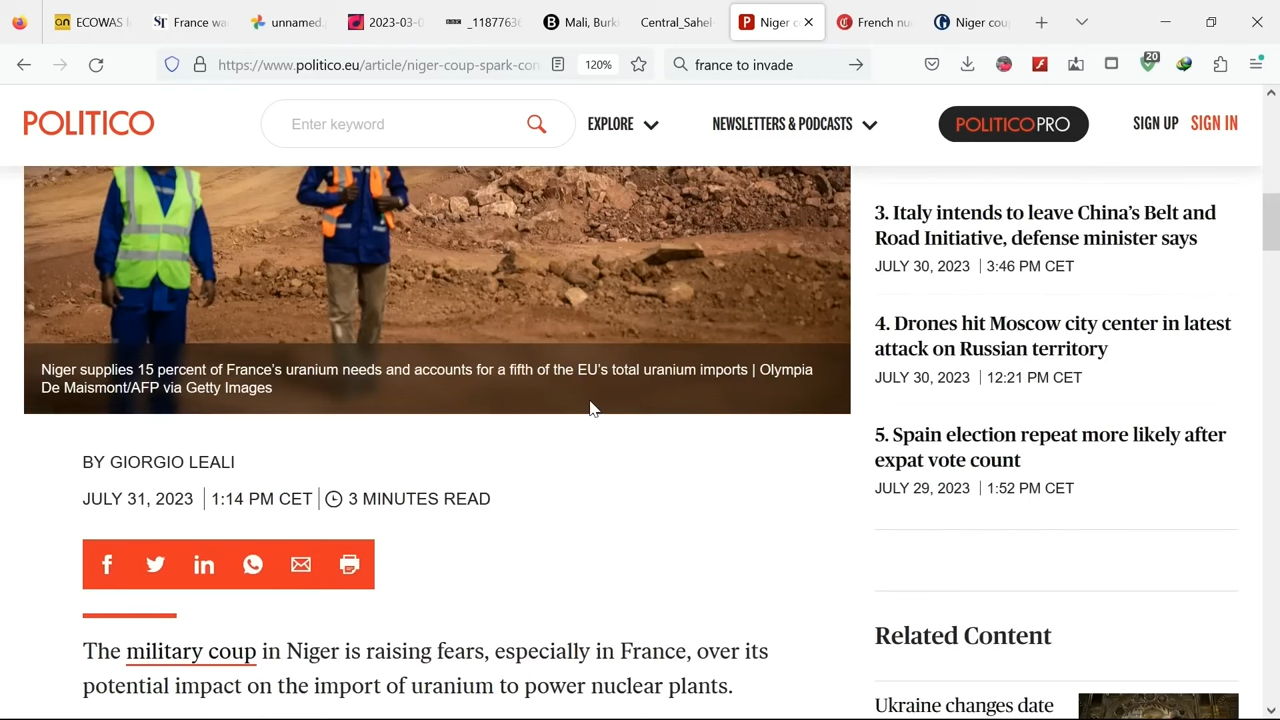 ECOWAS
France wa
unnamed.
2023-03-0
_1187763
Mali, Burk
Central_Sahel
Niger c
French nu
Niger coup
https://www.politico.eu/article/niger-coup-spark-con
120%
france to invade
20
POLITICO
Enter keyword
EXPLORE
NEWSLETTERS & PODCASTS
POLITICOPRO
SIGN UP
SIGN IN
Niger supplies 15 percent of France's uranium needs and accounts for a fifth of the EU's total uranium imports | Olympia
De Maismont/AFP via Getty Images
BY GIORGIO LEALI
JULY 31, 2023 | 1:14 PM CET | 3 MINUTES READ
The military coup in Niger is raising fears, especially in France, over its
potential impact on the import of uranium to power nuclear plants.
3. Italy intends to leave China's Belt and
Road Initiative, defense minister says
JULY 30, 2023 | 3:46 PM CET
4. Drones hit Moscow city center in latest
attack on Russian territory
JULY 30, 2023 | 12:21 PM CET
5. Spain election repeat more likely after
expat vote count
JULY 29, 2023 | 1:52 PM CET
Related Content
Ukraine changes date